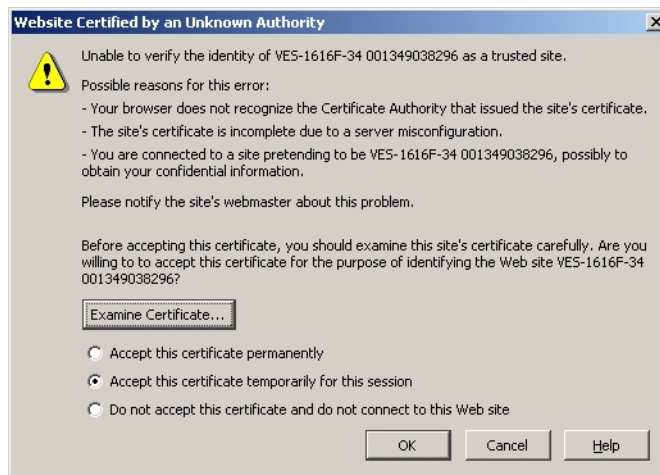 Website Certified by an Unknown Authority
Unable to verify the identity of VES-1616F-34 001349038296 as a trusted site.
Possible reasons for this error:
- Your browser does not recognize the Certificate Authority that issued the site's certificate.
- The site's certificate is incomplete due to a server misconfiguration.
- You are connected to a site pretending to be VES-1616F-34 001349038296, possibly to
obtain your confidential information.
Please notify the site's webmaster about this problem.
Before accepting this certificate, you should examine this site's certificate carefully. Are you
willing to to accept this certificate for the purpose of identifying the Web site VES-1616F-34
001349038296?
Examine Certificate...
Accept this certificate permanently
Accept this certificate temporarily for this session
Do not accept this certificate and do not connect to this Web site
OK Cancel Help